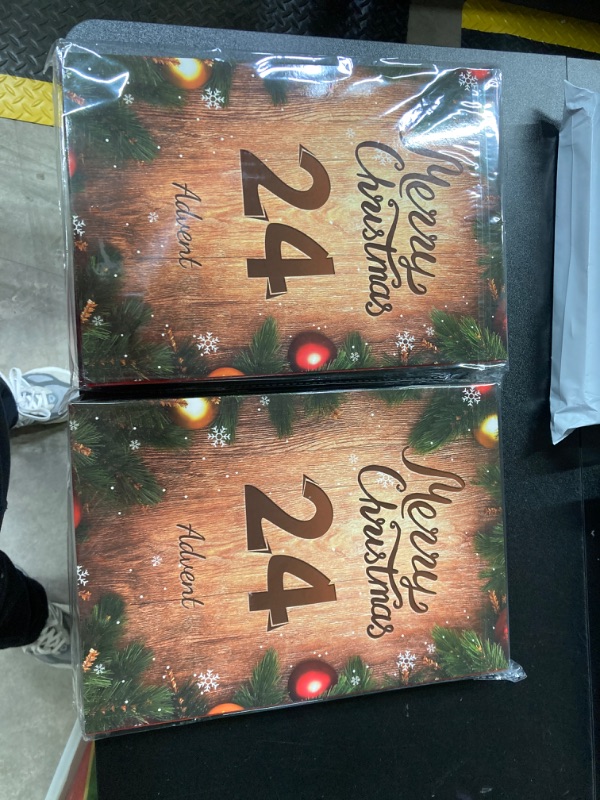 Merry
Christmas
24
Advent
Merry
Christmas
24
Advent